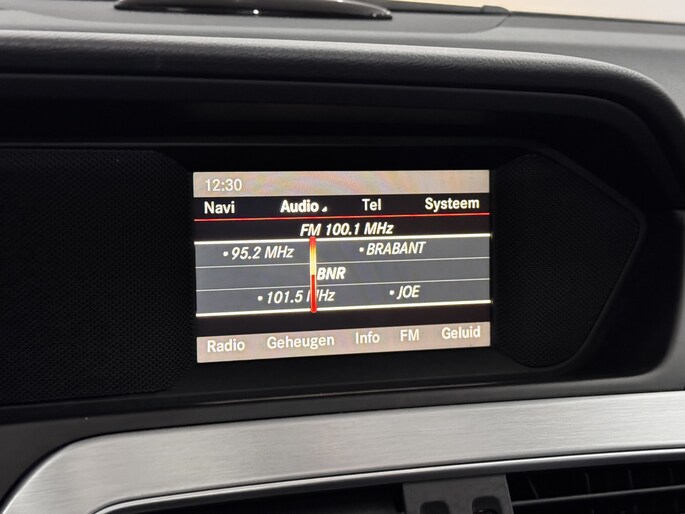 12:30
Navi Audio Tel Systeem
FM 100.1 MHz
• 95.2 MHz • BRABANT
BNR
• 101.5 MHz • JOE
Radio Geheugen Info FM Geluid